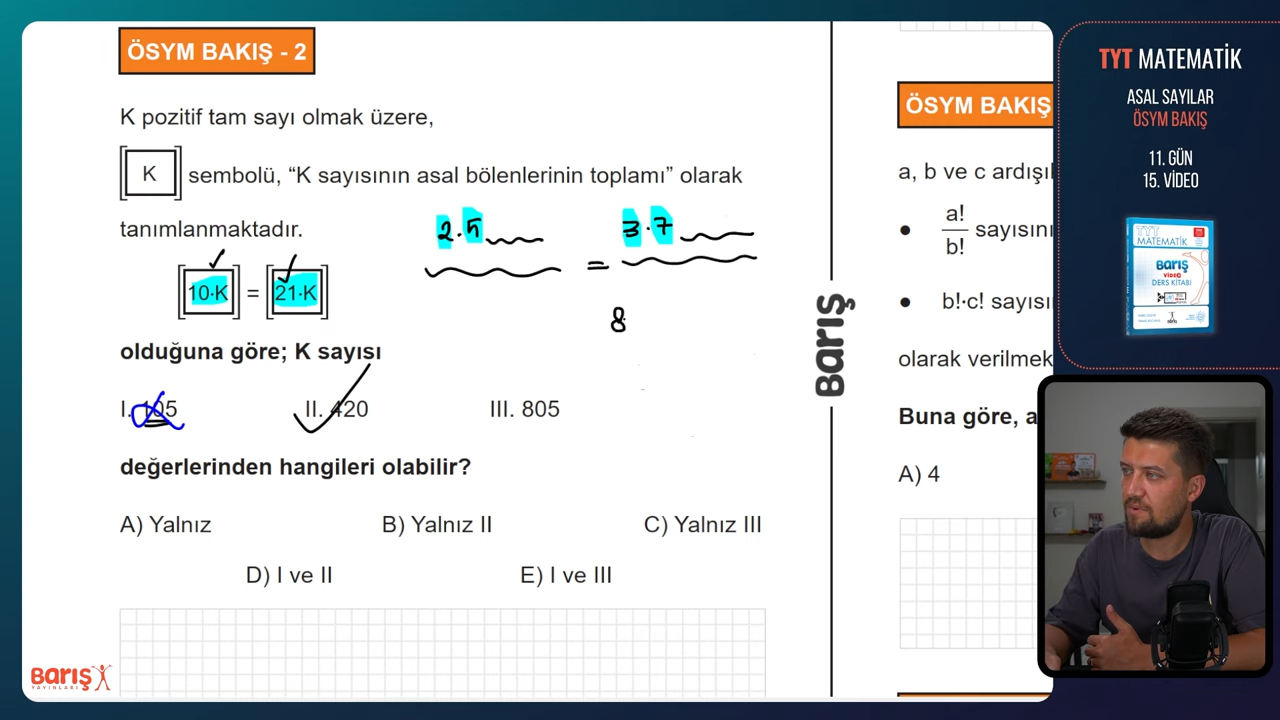 ÖSYM BAKIŞ - 2
K pozitif tam sayı olmak üzere,
K sembolü, “K sayısının asal bölenlerinin toplamı” olarak
tanımlanmaktadır.
2.5 = 3.7
10·K = 21·K
8
olduğuna göre; K sayısı
I. 105 II. 420 III. 805
değerlerinden hangileri olabilir?
A) Yalnız B) Yalnız II C) Yalnız III
D) I ve II E) I ve III
BARIŞ
YAYINLARI
BARIŞ
ÖSYM BAKIŞ
a, b ve c ardışı
● a!
b! sayısın
● b!·c! sayısı
olarak verilmek
Buna göre, a
A) 4
TYT MATEMATİK
ASAL SAYILAR
ÖSYM BAKIŞ
11. GÜN
15. VİDEO
TYT
MATEMATİK
BARIŞ
VİDEO
DERS KİTABI